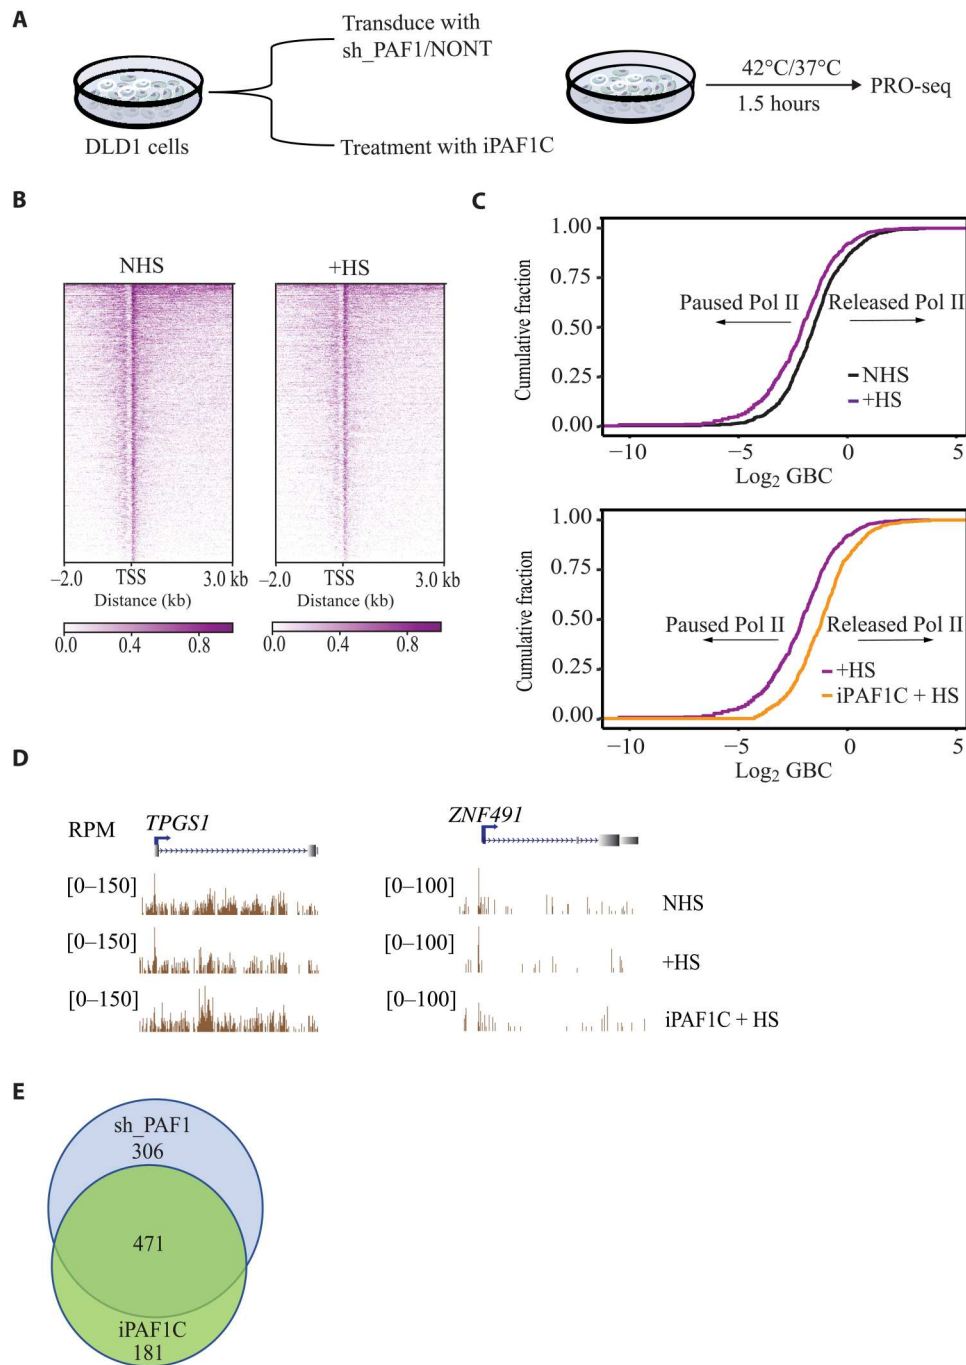 A
Transduce with
sh_PAF1/NONT
DLD1 cells
Treatment with iPAF1C
42°C/37°C
1.5 hours
PRO-seq
B
NHS
+HS
−2.0 TSS 3.0 kb
−2.0 TSS 3.0 kb
Distance (kb)
Distance (kb)
0.0 0.4 0.8
0.0 0.4 0.8
C
Cumulative fraction
1.00
0.75
0.50
0.25
0.00
Paused Pol II
Released Pol II
NHS
+HS
−10 −5 0 5
Log2 GBC
Cumulative fraction
1.00
0.75
0.50
0.25
0.00
Paused Pol II
Released Pol II
+HS
iPAF1C + HS
−10 −5 0 5
Log2 GBC
D
RPM
TPGS1
ZNF491
[0–150]
[0–100]
NHS
[0–150]
[0–100]
+HS
[0–150]
[0–100]
iPAF1C + HS
E
sh_PAF1
306
471
iPAF1C
181